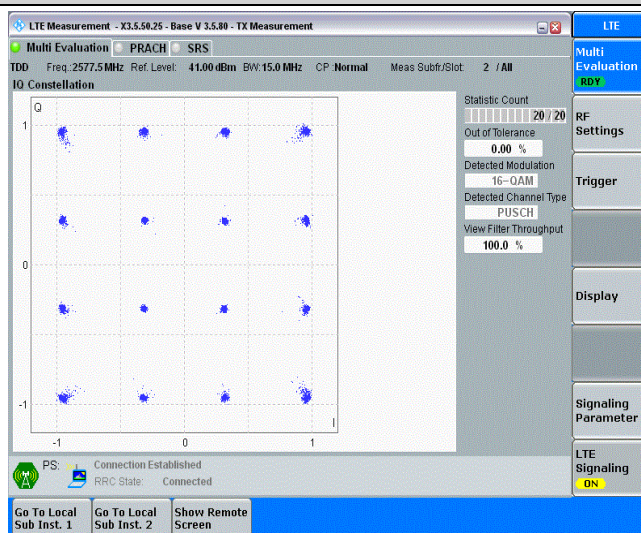 LTE Measurement - X3.5.50.25 - Base V 3.5.80 - TX Measurement
LTE
Multi Evaluation PRACH SRS
TDD Freq.:2577.5 MHz Ref. Level: 41.00 dBm BW:15.0 MHz CP :Normal Meas Subfr./Slot: 2 / All
IQ Constellation
Q
1
0
-1
-1 0 1
I
Statistic Count
20 / 20
Out of Tolerance
0.00 %
Detected Modulation
16-QAM
Detected Channel Type
PUSCH
View Filter Throughput
100.0 %
Multi
Evaluation
RDY
RF
Settings
Trigger
Display
Signaling
Parameter
LTE
Signaling
ON
PS: Connection Established
RRC State: Connected
Go To Local
Sub Inst. 1
Go To Local
Sub Inst. 2
Show Remote
Screen